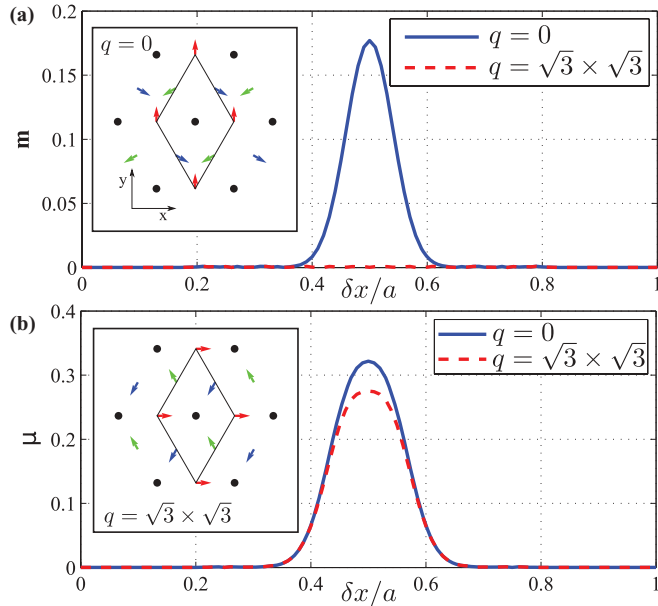 (a)
0.20
q = 0
q = 0
q = √3 × √3
0.15
m
0.1
0.05
y
x
0
0
0.2
0.4
δx/a
0.6
0.8
1
(b)
0.4
q = 0
q = √3 × √3
0.3
μ
0.2
0.1
q = √3 × √3
0
0
0.2
0.4
δx/a
0.6
0.8
1